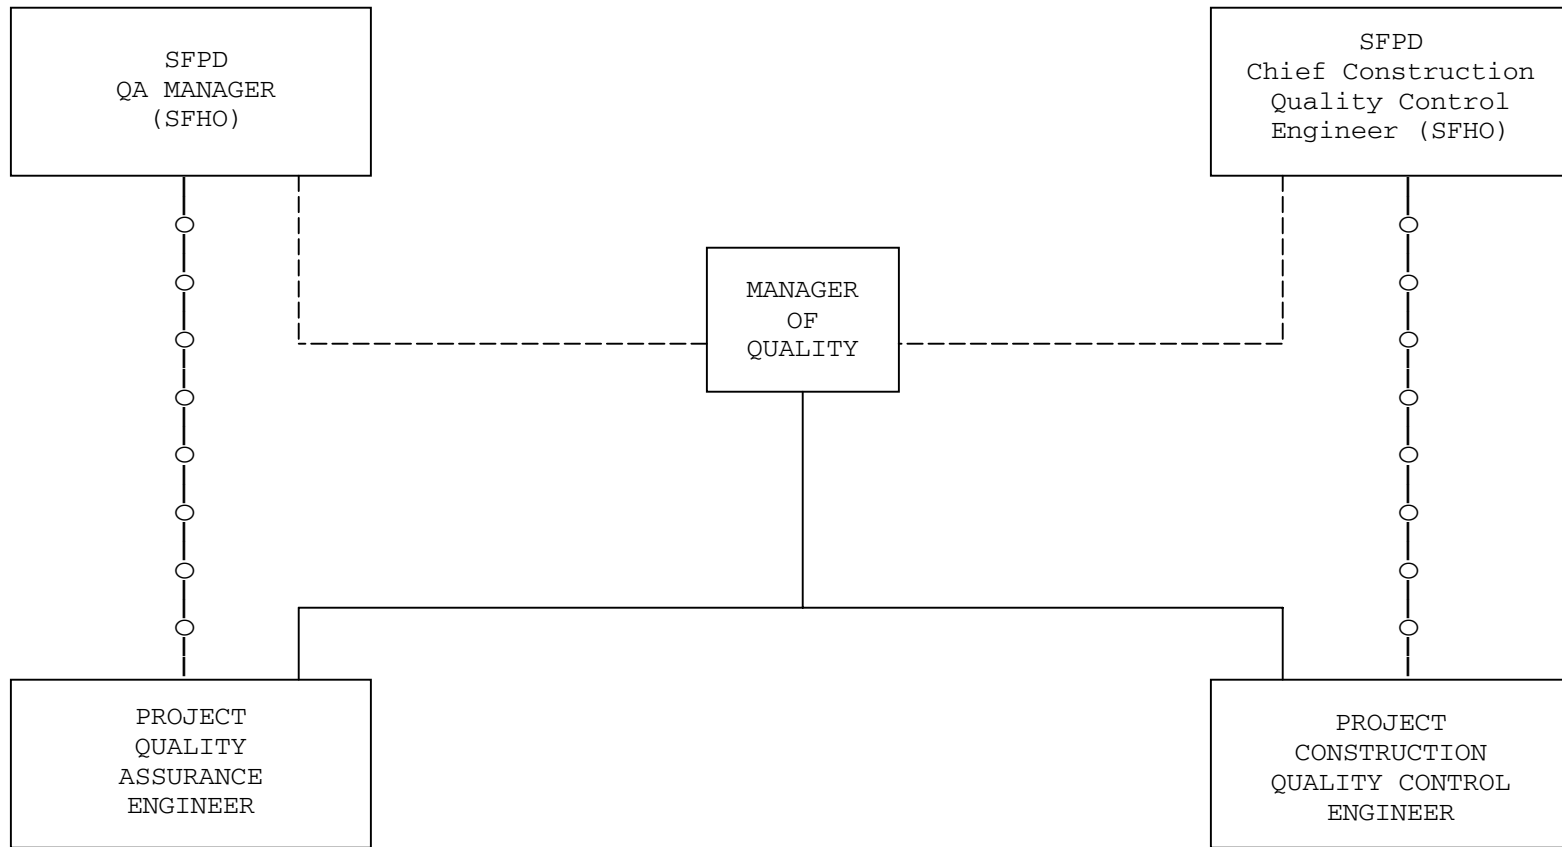 SFPD
QA MANAGER
(SFHO)
SFPD
Chief Construction
Quality Control
Engineer (SFHO)
MANAGER
OF
QUALITY
PROJECT
QUALITY
ASSURANCE
ENGINEER
PROJECT
CONSTRUCTION
QUALITY CONTROL
ENGINEER